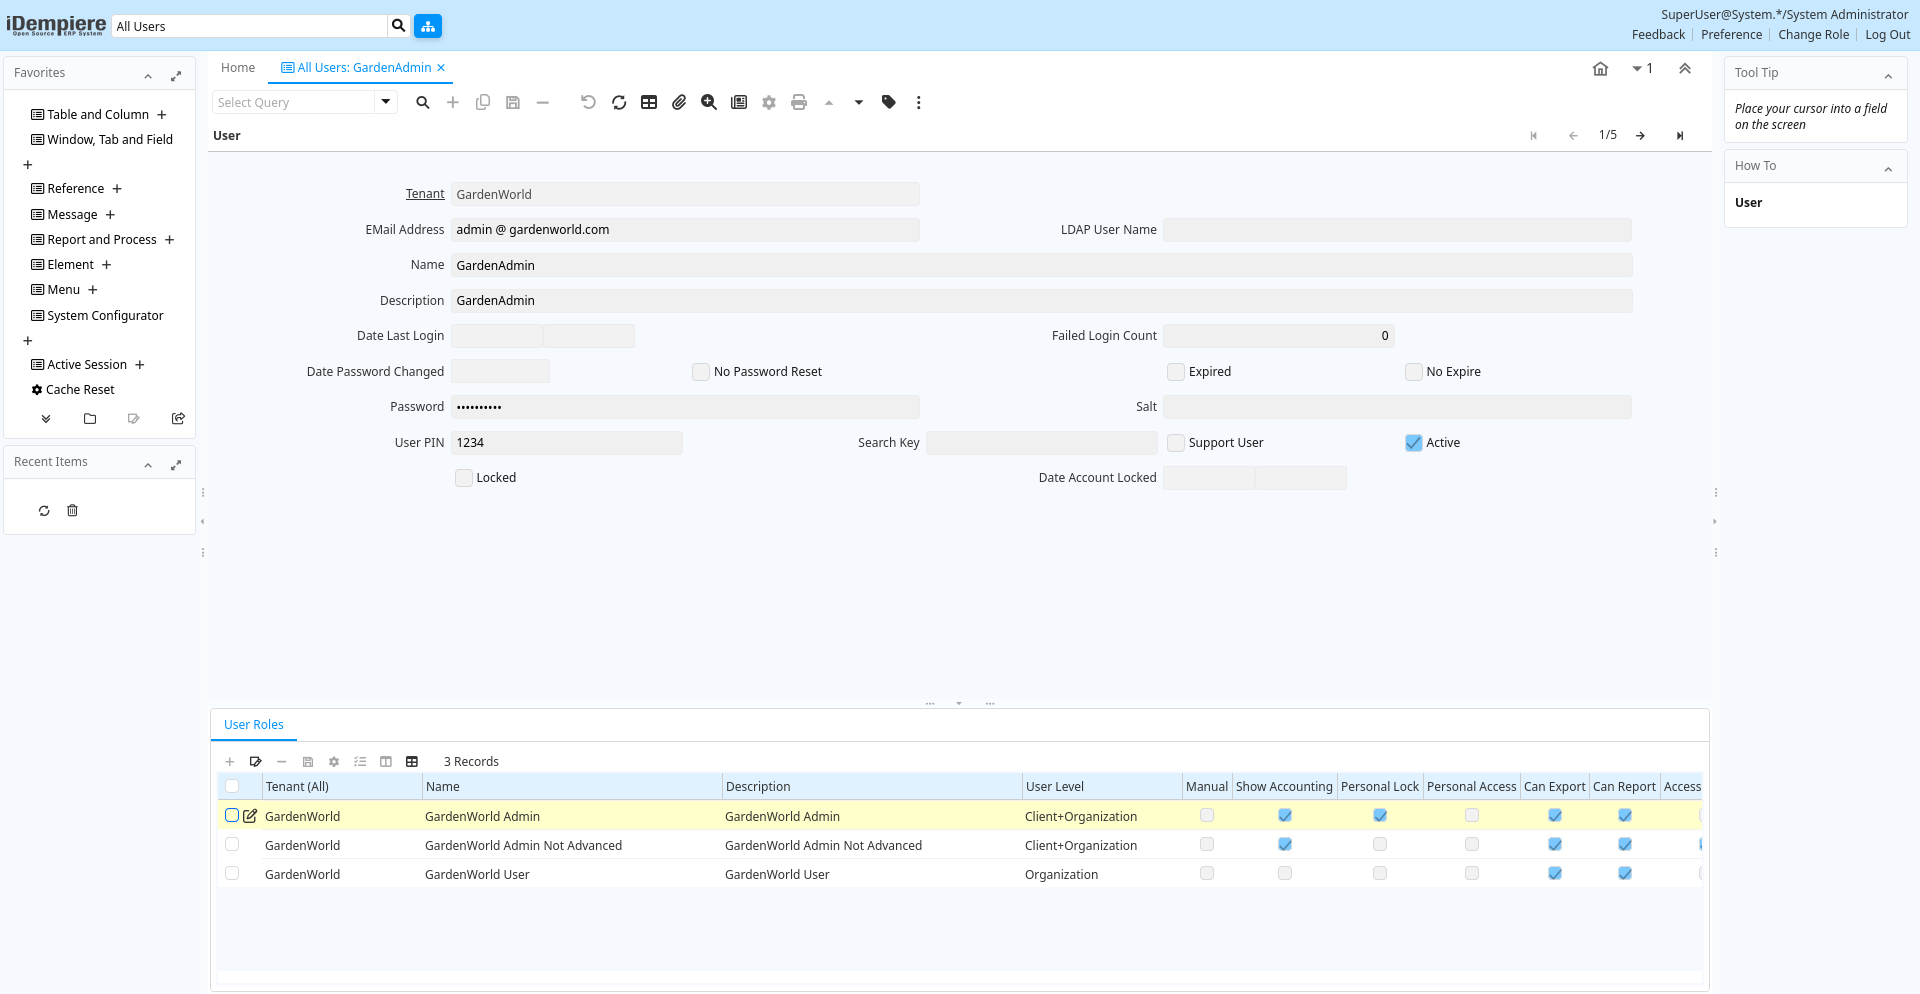 iDempiere
Open Source ERP System
All Users
SuperUser@System.*/System Administrator
Feedback
Preference
Change Role
Log Out
Favorites
Table and Column
Window, Tab and Field
Reference
Message
Report and Process
Element
Menu
System Configurator
Active Session
Cache Reset
Recent Items
Home
All Users: GardenAdmin
1
Select Query
User
1/5
Tenant GardenWorld
EMail Address admin @ gardenworld.com LDAP User Name
Name GardenAdmin
Description GardenAdmin
Date Last Login Failed Login Count 0
Date Password Changed No Password Reset Expired No Expire
Password •••••••••• Salt
User PIN 1234 Search Key Support User Active
Locked Date Account Locked
User Roles
3 Records
Tenant (All) Name Description User Level Manual Show Accounting Personal Lock Personal Access Can Export Can Report Access
GardenWorld GardenWorld Admin GardenWorld Admin Client+Organization
GardenWorld GardenWorld Admin Not Advanced GardenWorld Admin Not Advanced Client+Organization
GardenWorld GardenWorld User GardenWorld User Organization
Tool Tip
Place your cursor into a field
on the screen
How To
User